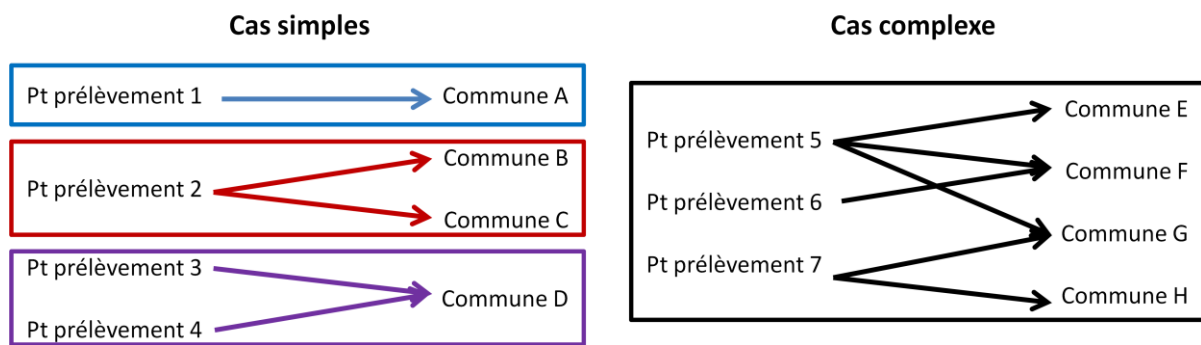 Cas simples
Pt prélèvement 1
Commune A
Pt prélèvement 2
Commune B
Commune C
Pt prélèvement 3
Pt prélèvement 4
Commune D
Cas complexe
Pt prélèvement 5
Pt prélèvement 6
Pt prélèvement 7
Commune E
Commune F
Commune G
Commune H